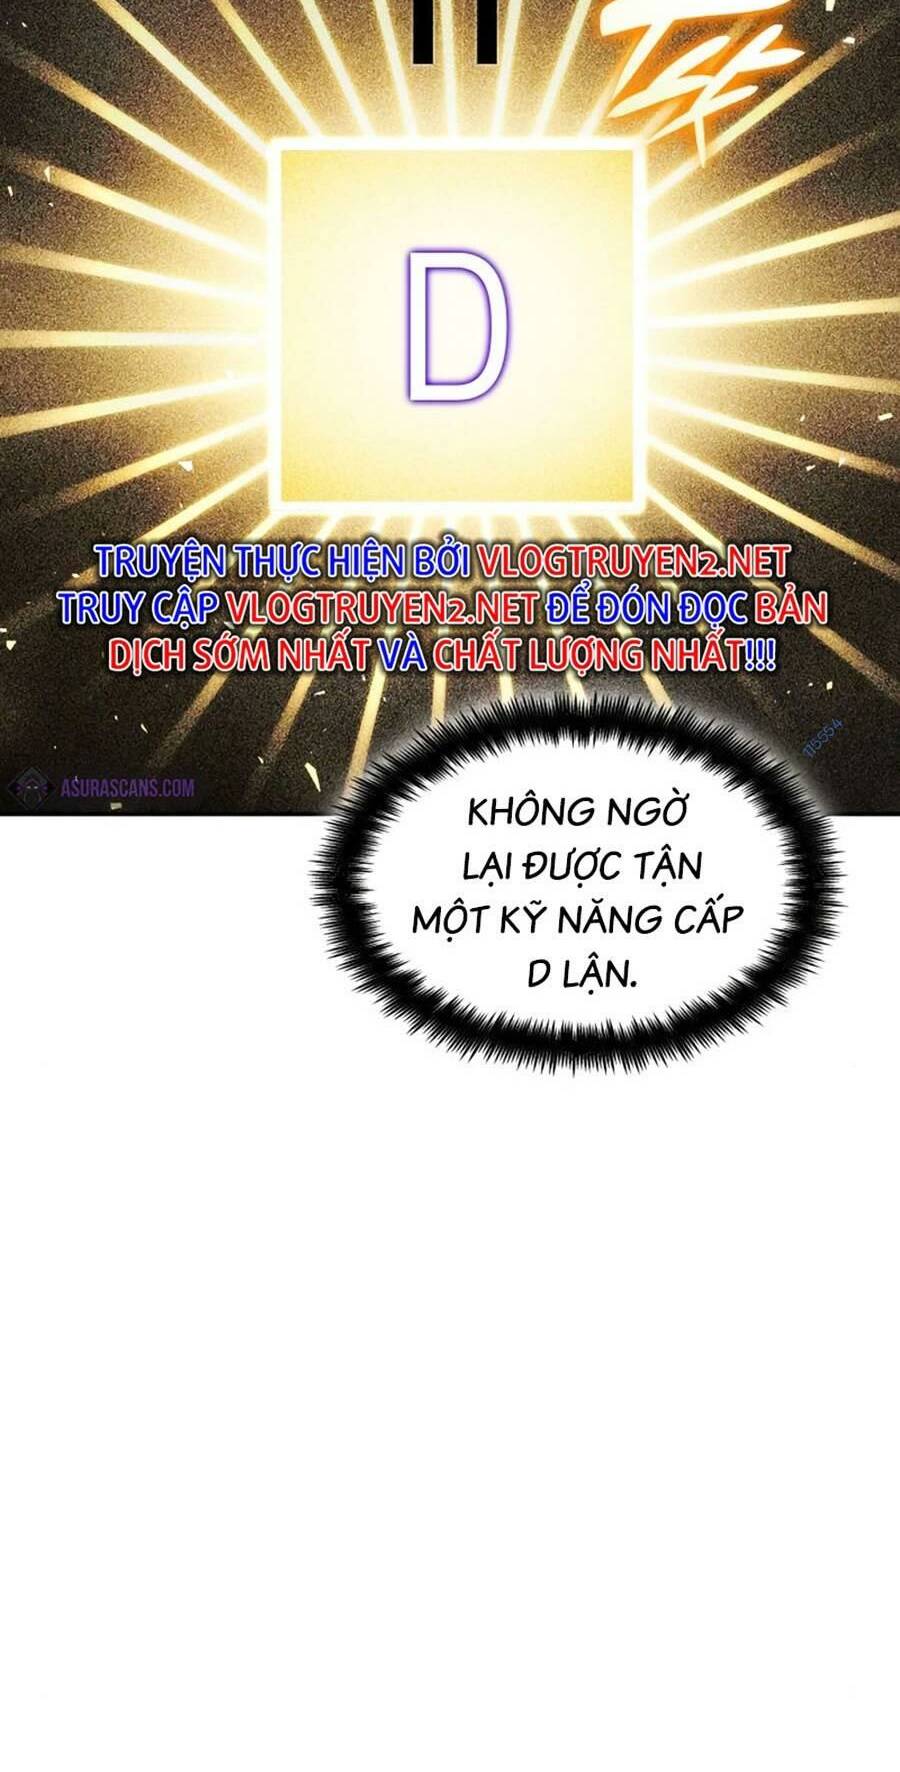 D
TRUYỆN THỰC HIỆN BỞI VLOGTRUYEN2.NET
TRUY CẬP VLOGTRUYEN2.NET ĐỂ ĐÓN ĐỌC BẢN
DỊCH SỚM NHẤT VÀ CHẤT LƯỢNG NHẤT!!!
115554
ASURASCANS.COM
KHÔNG NGỜ
LẠI ĐƯỢC TẬN
MỘT KỸ NĂNG CẤP
D LẬN.